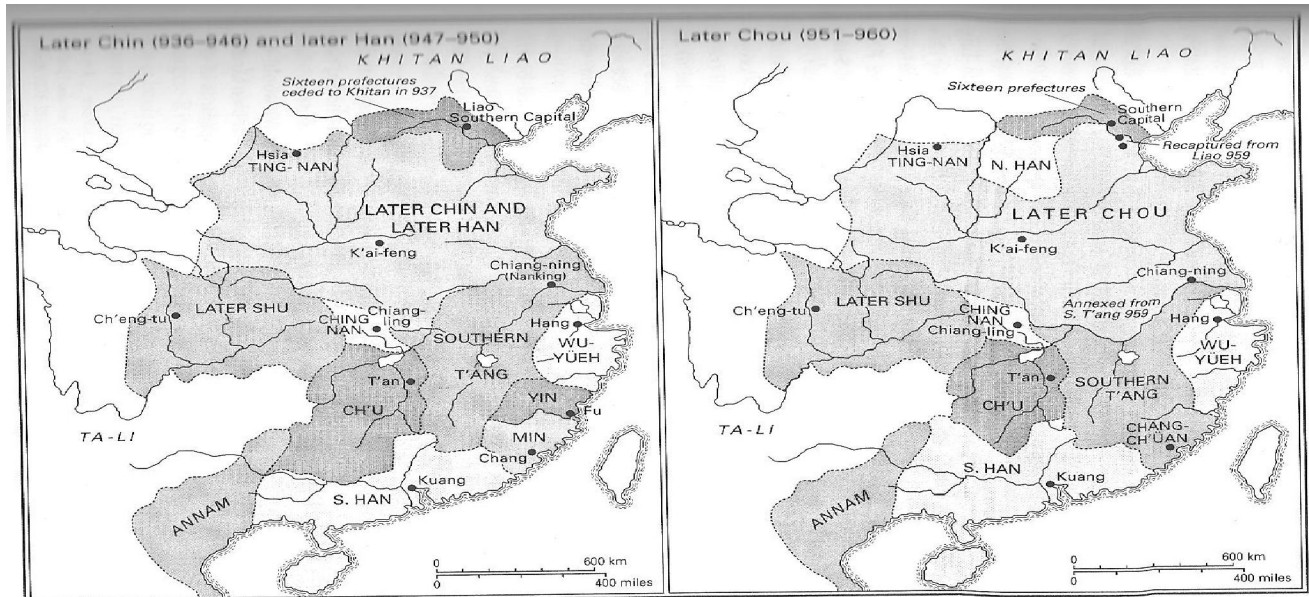 Later Chin (936–946) and later Han (947–950)
KHITAN LIAO
Sixteen prefectures
ceded to Khitan in 937
Liao
Southern Capital
Hsia
TING-NAN
LATER CHIN AND
LATER HAN
K'ai-feng
Chiang-ning
(Nanking)
LATER SHU
Ch'eng-tu
CHING
NAN
Chiang-
ling
SOUTHERN
T'ANG
Hang
WU-
YÜEH
T'an
CH'U
YIN
Fu
MIN
Chang
TA-LI
S. HAN
Kuang
ANNAM
0 600 km
0 400 miles
Later Chou (951–960)
KHITAN LIAO
Sixteen prefectures
Southern
Capital
Recaptured from
Liao 959
Hsia
TING-NAN
N. HAN
LATER CHOU
K'ai-feng
Chiang-ning
LATER SHU
Ch'eng-tu
CHING
NAN
Chiang-ling
Annexed from
S. T'ang 959
Hang
WU-
YÜEH
T'an
CH'U
SOUTHERN
T'ANG
CHANG-
CH'ÜAN
TA-LI
S. HAN
Kuang
ANNAM
0 600 km
0 400 miles